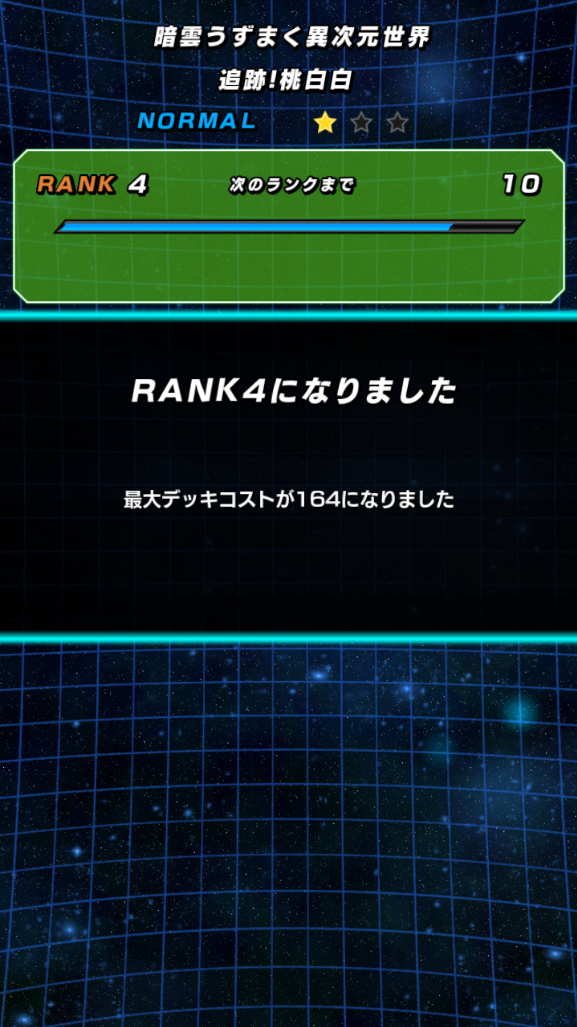 暗雲うずまく異次元世界
追跡!桃白白
NORMAL
RANK 4 次のランクまで 10
RANK4になりました
最大デッキコストが164になりました